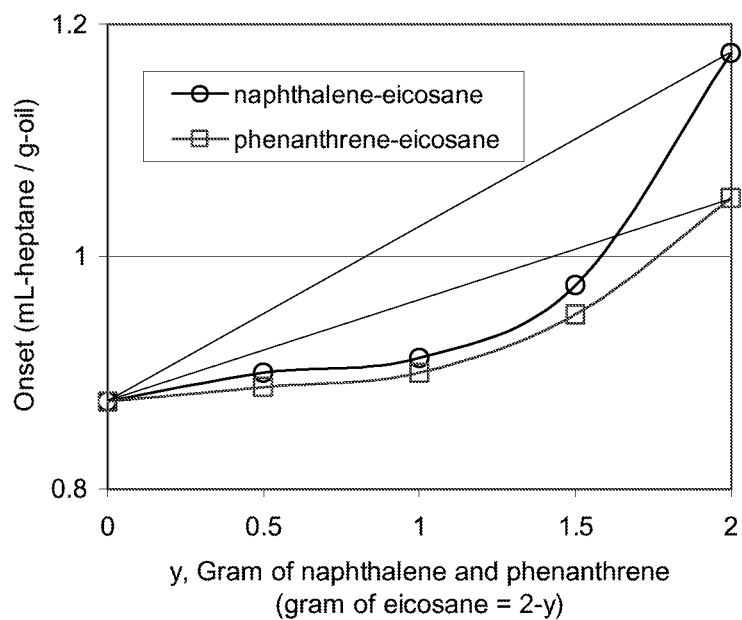 1.2
naphthalene-eicosane
phenanthrene-eicosane
Onset (mL-heptane / g-oil)
1
0.8
0 0.5 1 1.5 2
y, Gram of naphthalene and phenanthrene
(gram of eicosane = 2-y)